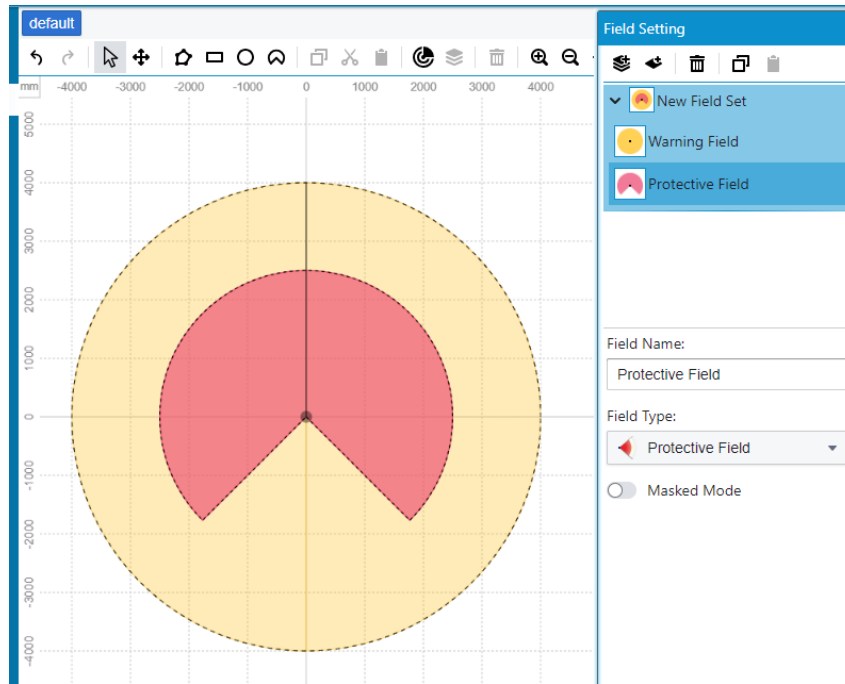 default
Field Setting
mm -4000 -3000 -2000 -1000 0 1000 2000 3000 4000
5000
4000
3000
2000
1000
0
-1000
-2000
-3000
-4000
New Field Set
Warning Field
Protective Field
Field Name:
Protective Field
Field Type:
Protective Field
Masked Mode